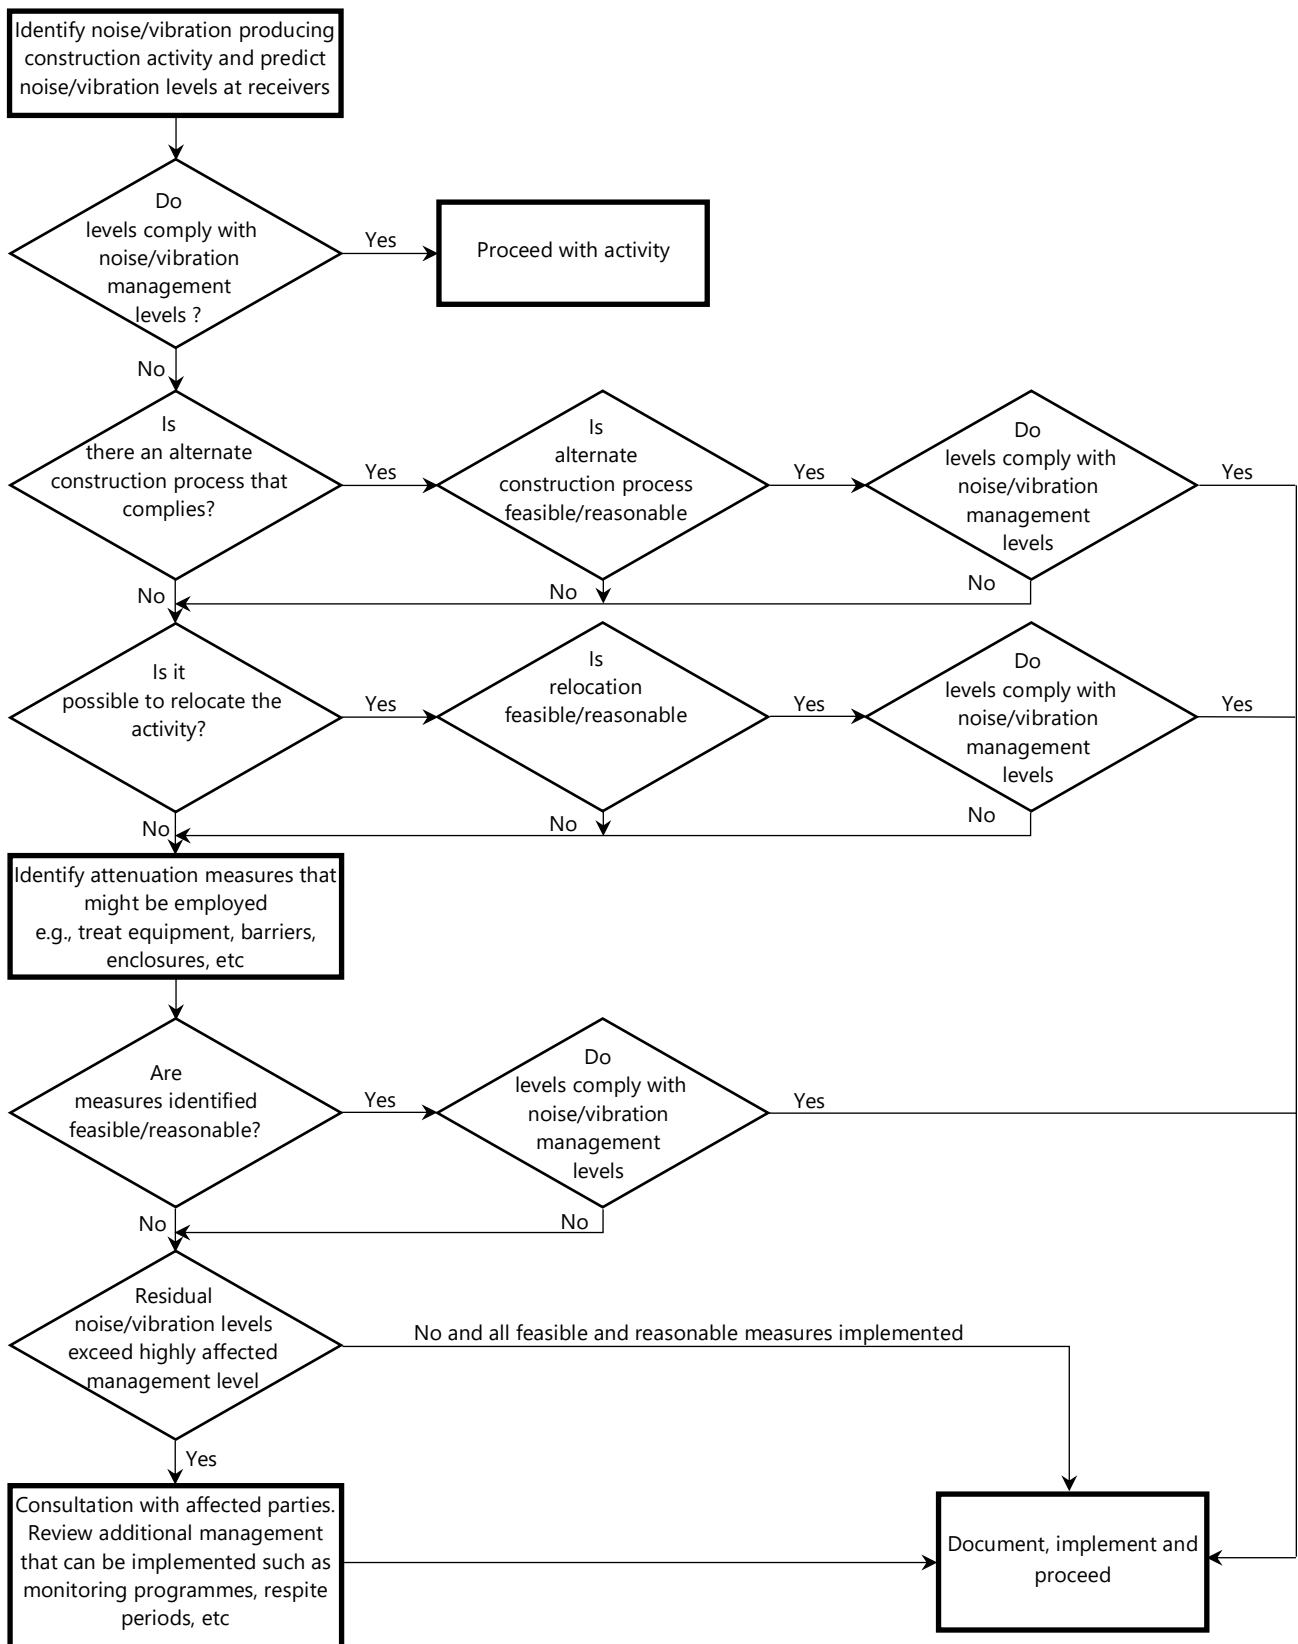 Identify noise/vibration producing
construction activity and predict
noise/vibration levels at receivers
Do
levels comply with
noise/vibration
management
levels ?
Yes
Proceed with activity
No
Is
there an alternate
construction process that
complies?
Yes
Is
alternate
construction process
feasible/reasonable
Yes
Do
levels comply with
noise/vibration
management
levels
Yes
No
No
No
Is it
possible to relocate the
activity?
Yes
Is
relocation
feasible/reasonable
Yes
Do
levels comply with
noise/vibration
management
levels
Yes
No
No
No
Identify attenuation measures that
might be employed
e.g., treat equipment, barriers,
enclosures, etc
Are
measures identified
feasible/reasonable?
Yes
Do
levels comply with
noise/vibration
management
levels
Yes
No
No
Residual
noise/vibration levels
exceed highly affected
management level
No and all feasible and reasonable measures implemented
Yes
Consultation with affected parties.
Review additional management
that can be implemented such as
monitoring programmes, respite
periods, etc
Document, implement and
proceed